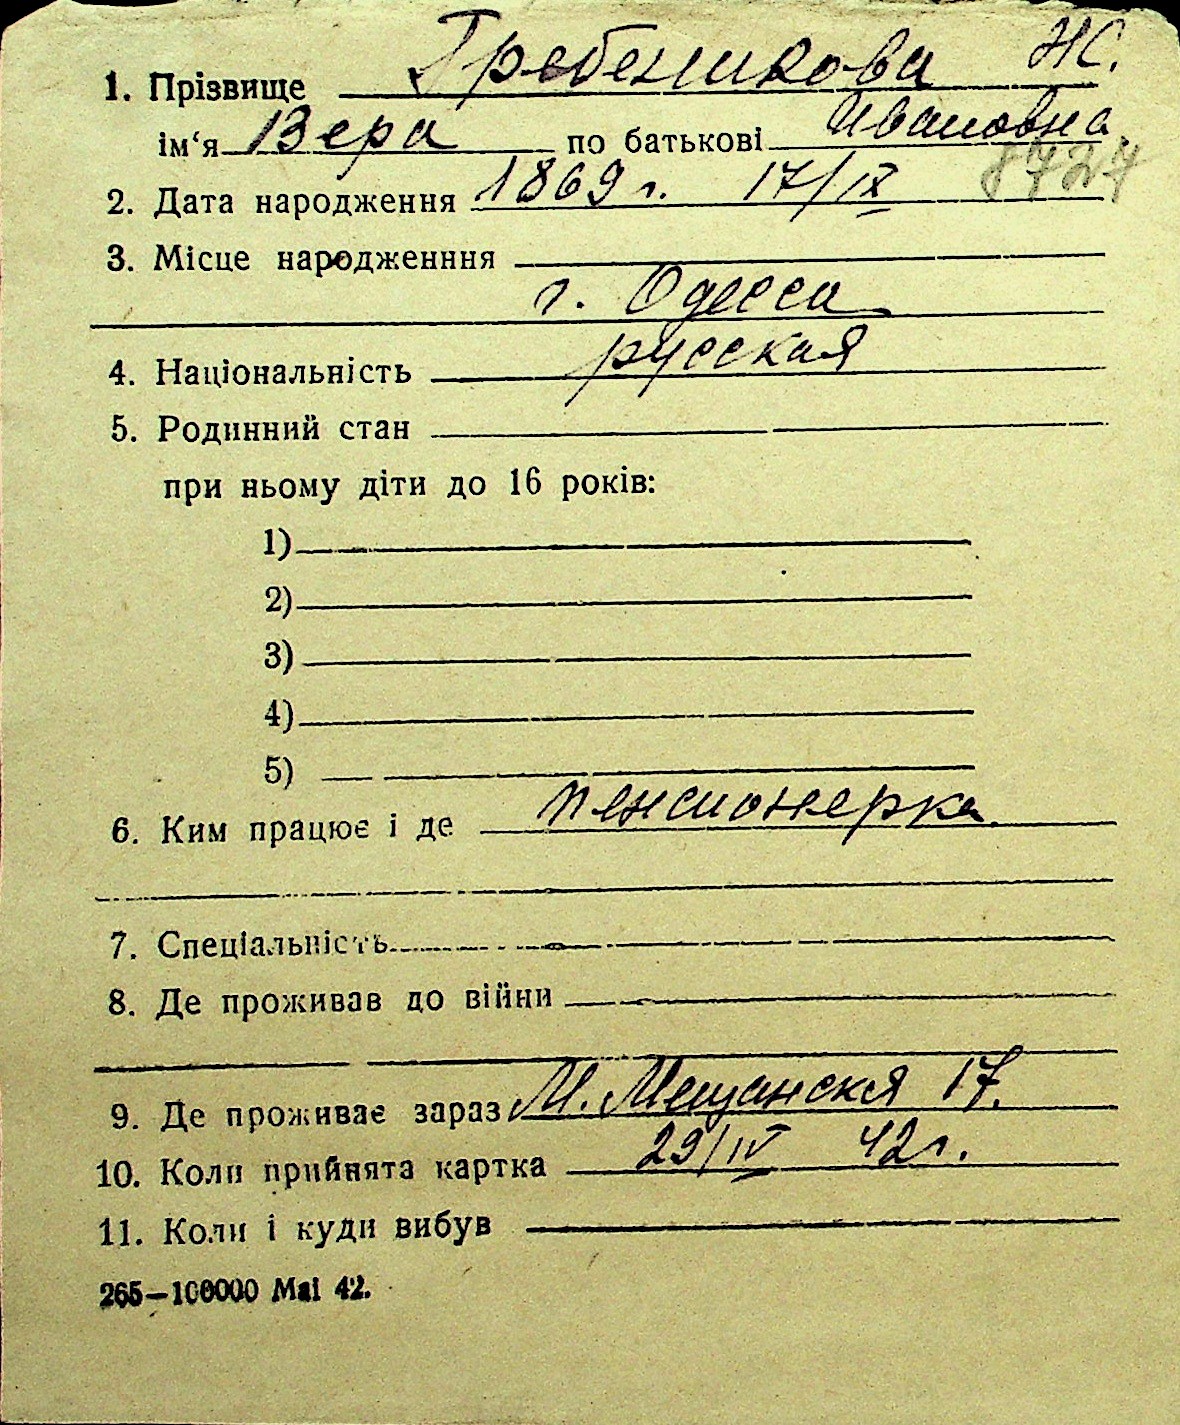 1. Прізвище Гребенникова Ж.
ім‘я Вера по батькові Ивановна
8727
2. Дата народження 1869 г. 17/IX
3. Місце народженння
г. Одесса
4. Національність русская
5. Родинний стан
при ньому діти до 16 років:
1)
2)
3)
4)
5)
6. Ким працює і де пенсионерка.
7. Спеціальність
8. Де проживав до війни
9. Де проживає зараз М. Мещанская 17.
10. Коли прийнята картка 29/IV 42 г.
11. Коли і куди вибув
265—100000 Mai 42.